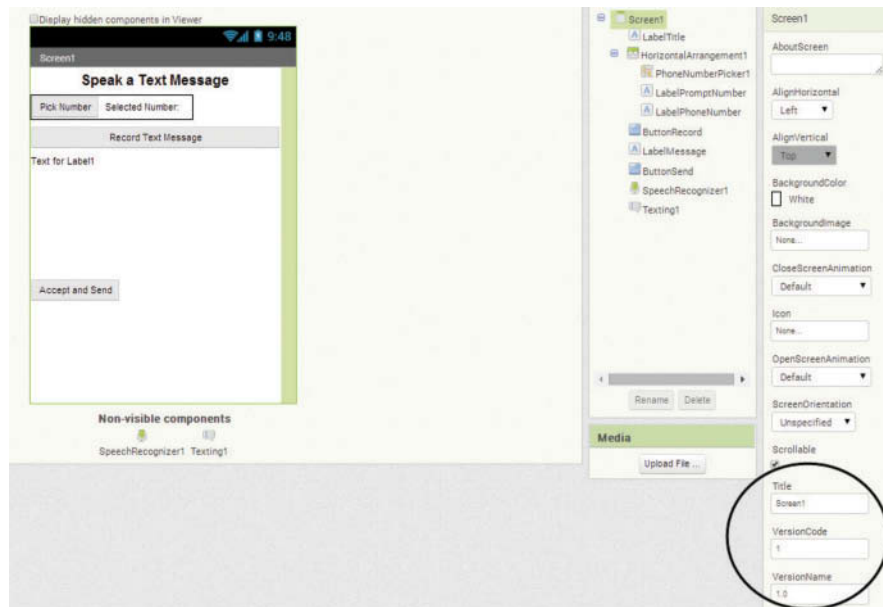 Display hidden components in Viewer
9:48
Screen1
Speak a Text Message
Pick Number
Selected Number:
Record Text Message
Text for Label1
Accept and Send
Non-visible components
SpeechRecognizer1
Texting1
Screen1
LabelTitle
HorizontalArrangement1
PhoneNumberPicker1
LabelPromptNumber
LabelPhoneNumber
ButtonRecord
LabelMessage
ButtonSend
SpeechRecognizer1
Texting1
Rename
Delete
Media
Upload File ...
Screen1
AboutScreen
AlignHorizontal
Left
AlignVertical
Top
BackgroundColor
White
BackgroundImage
None...
CloseScreenAnimation
Default
Icon
None...
OpenScreenAnimation
Default
ScreenOrientation
Unspecified
Scrollable
Title
Screen1
VersionCode
1
VersionName
1.0